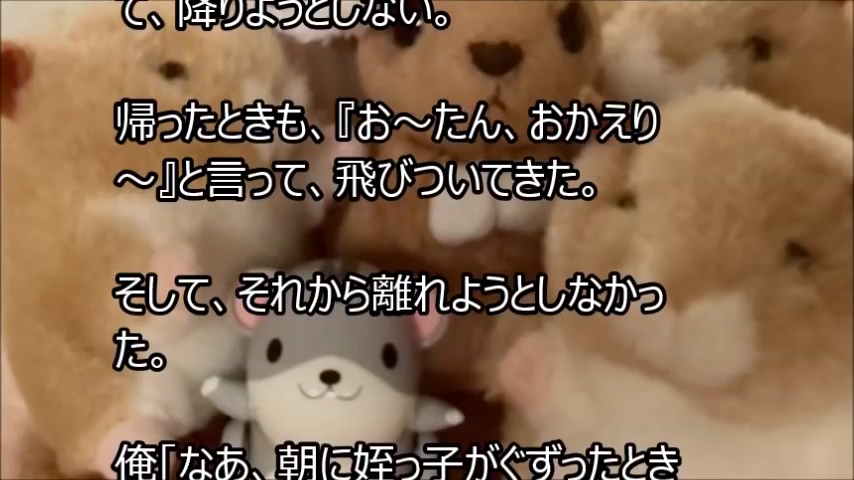 て、降りようとしない。
帰ったときも、『お～たん、おかえり
～』と言って、飛びついてきた。
そして、それから離れようとしなかっ
た。
俺「なあ、朝に姪っ子がぐずったとき